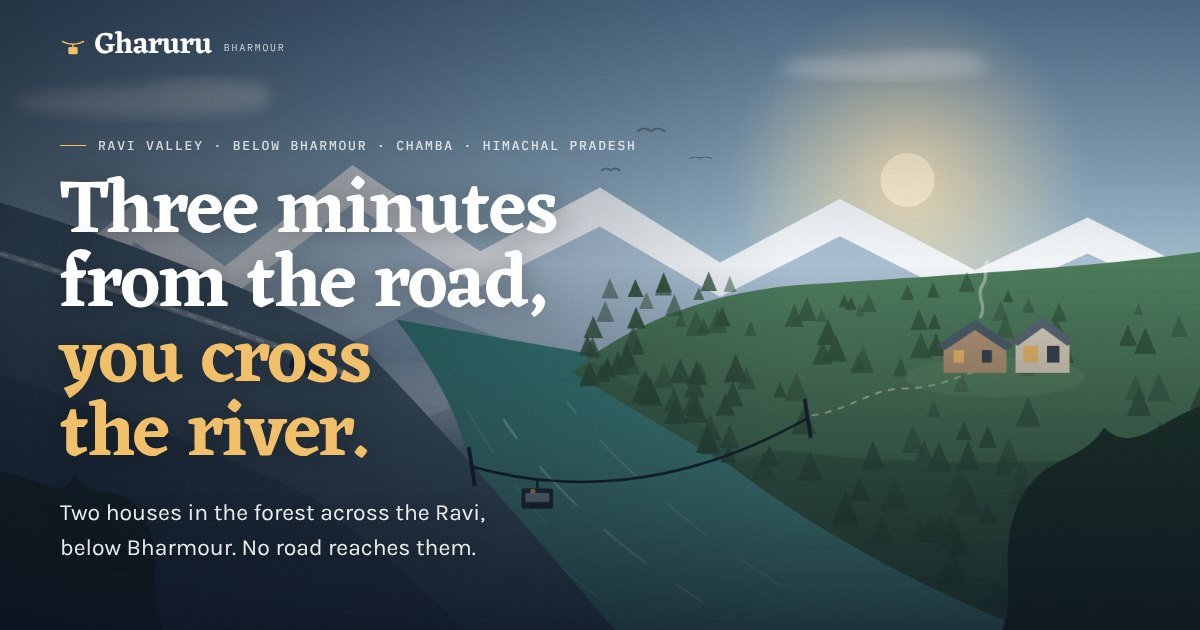 Gharuru BHARMOUR
RAVI VALLEY · BELOW BHARMOUR · CHAMBA · HIMACHAL PRADESH
Three minutes
from the road,
you cross
the river.
Two houses in the forest across the Ravi,
below Bharmour. No road reaches them.